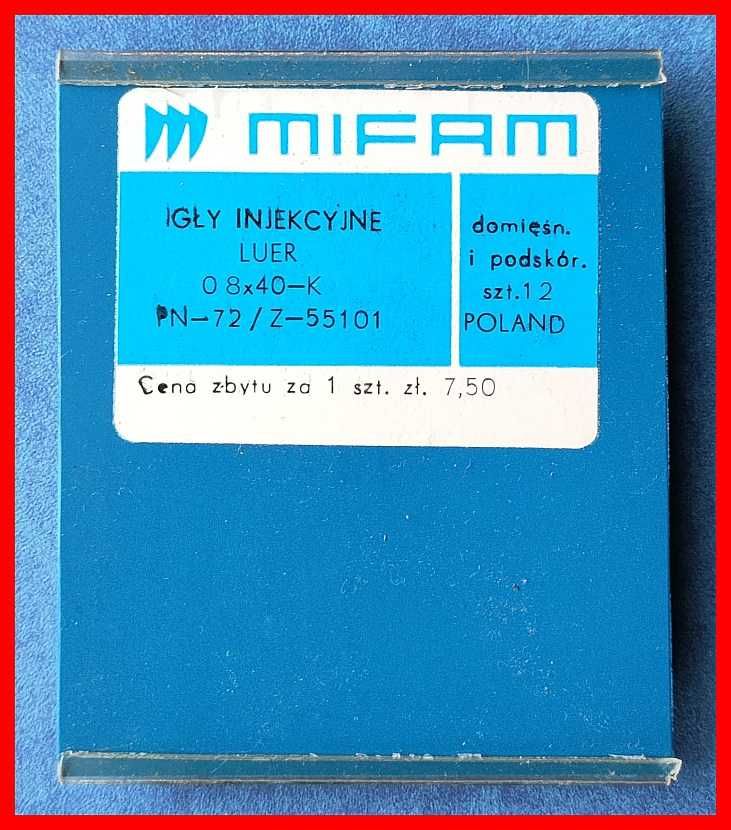 MIFAM
IGŁY INJEKCYJNE
LUER
0 8x40-K
PN-72/Z-55101
domięśn.
i podskór.
szt.12
POLAND
Cena zbytu za 1 szt. zł. 7,50